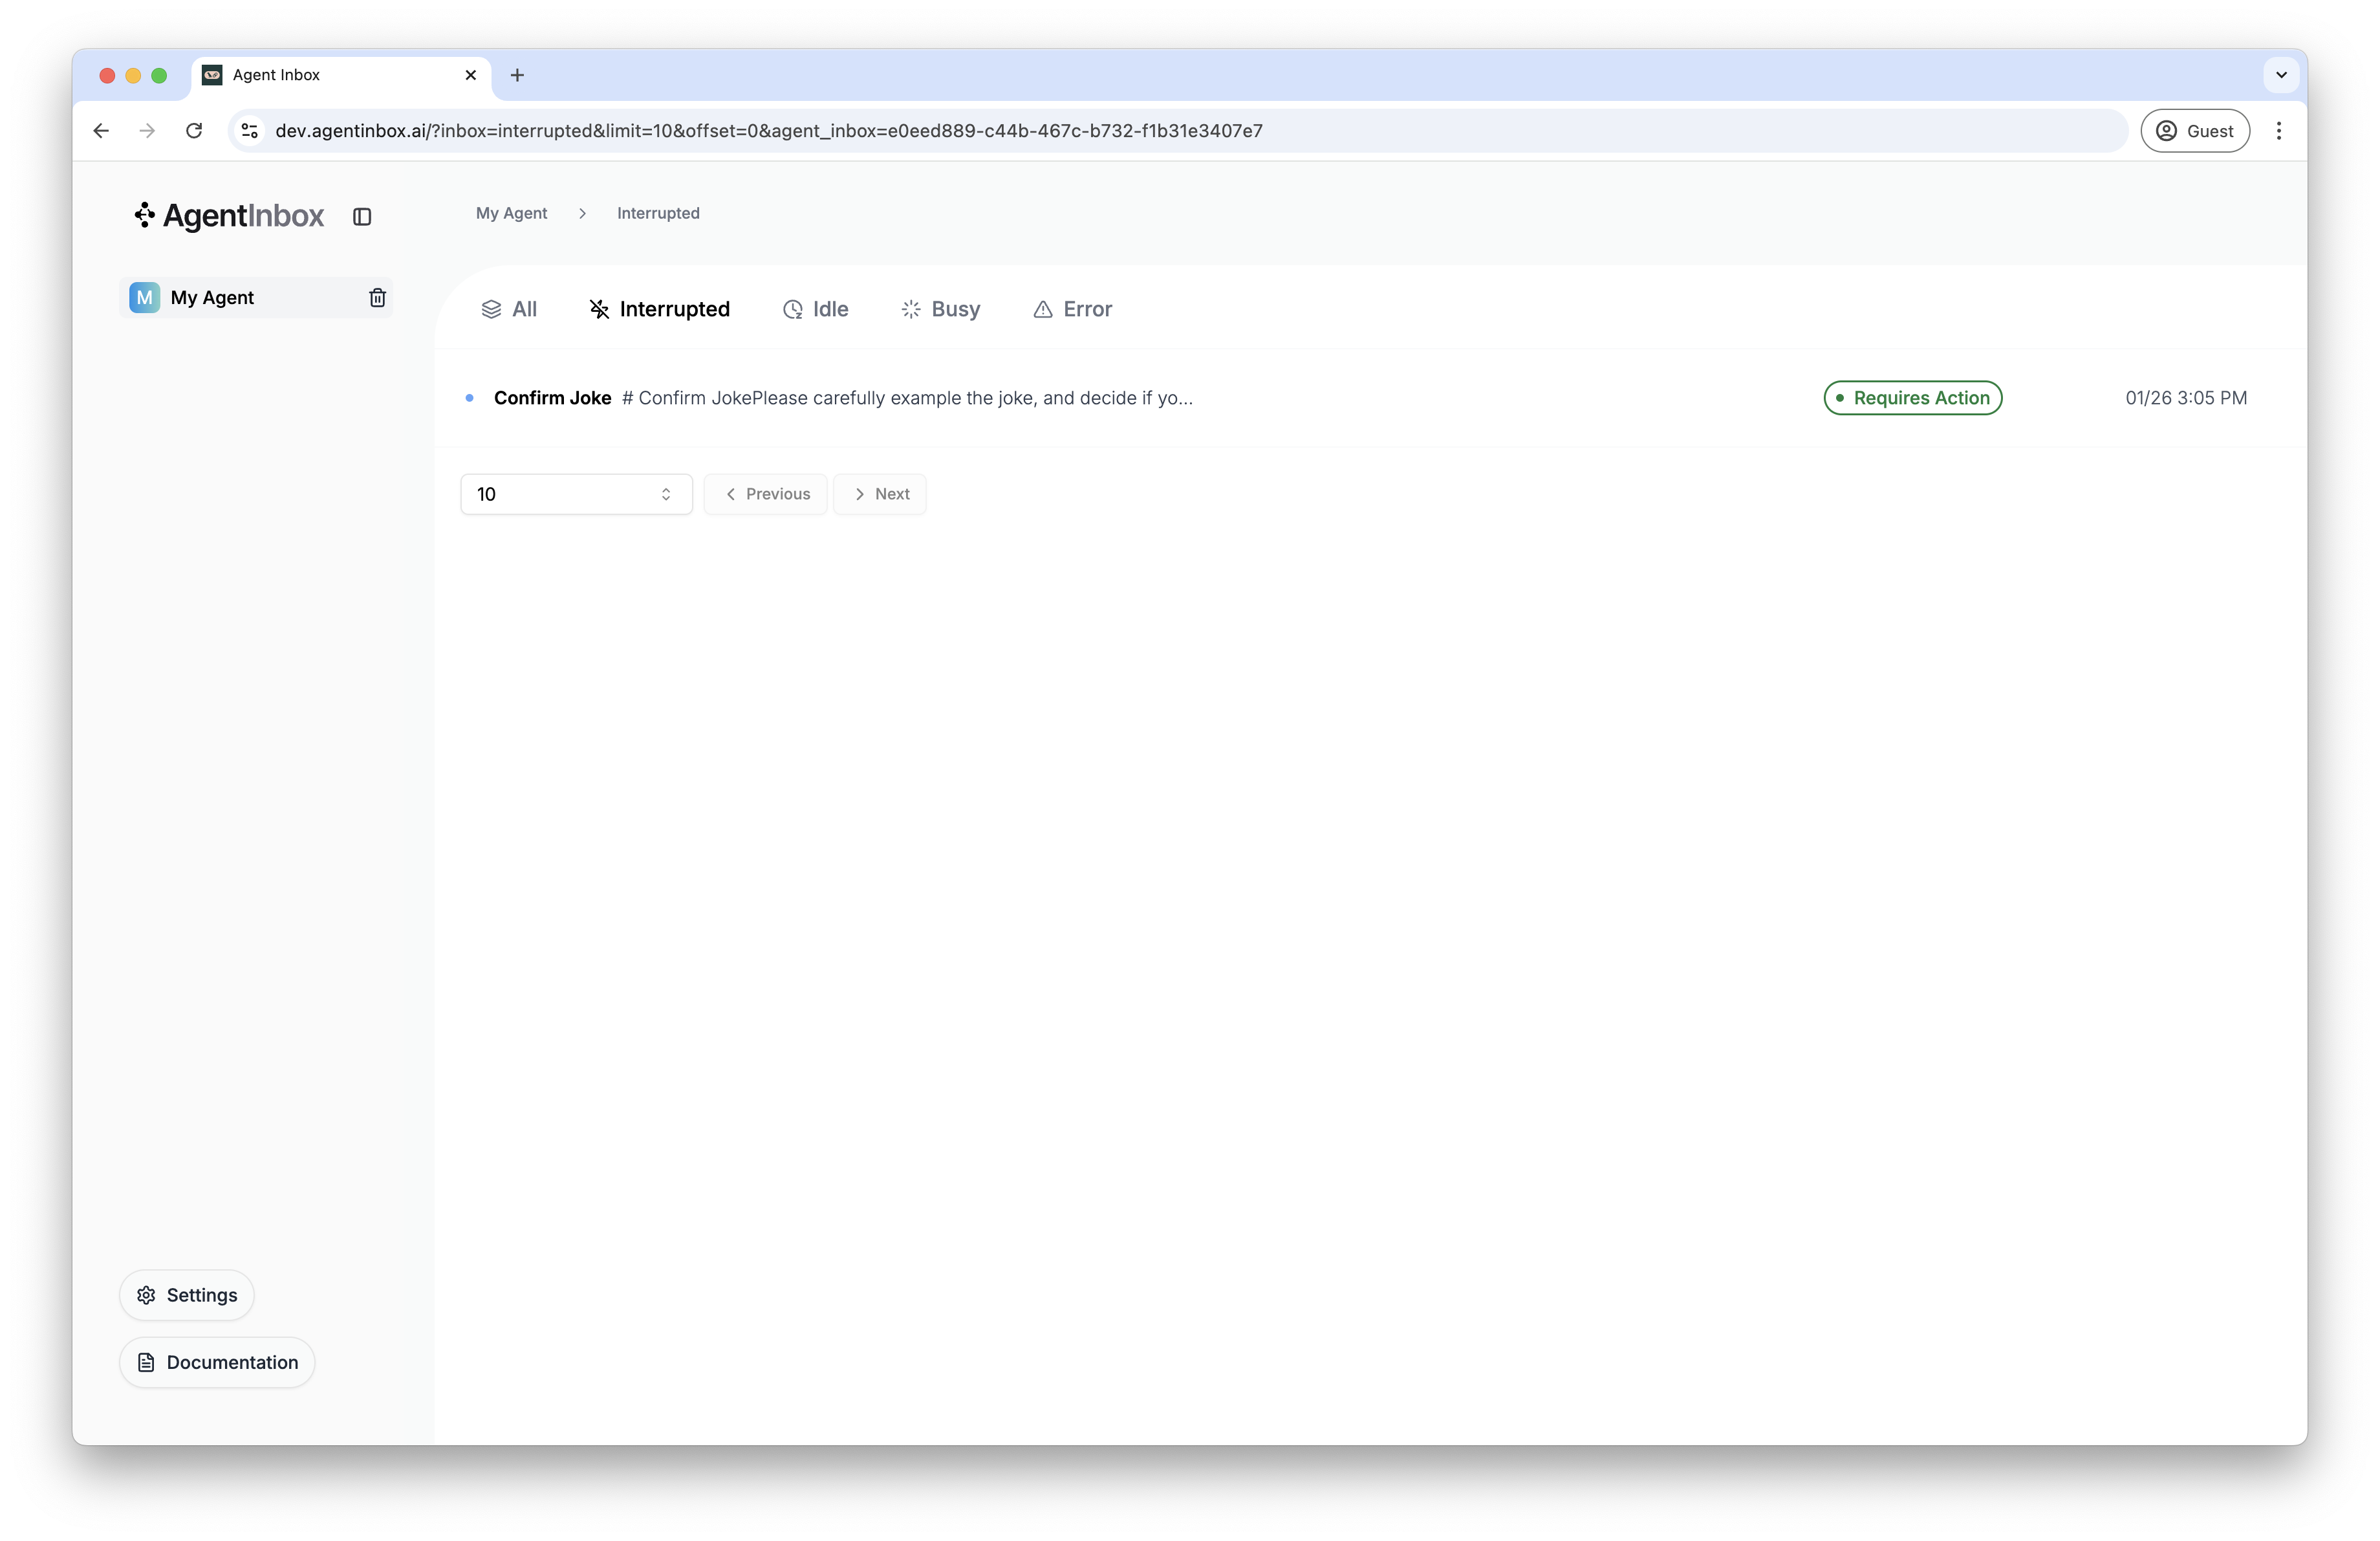 Agent Inbox
dev.agentinbox.ai/?inbox=interrupted&limit=10&offset=0&agent_inbox=e0eed889-c44b-467c-b732-f1b31e3407e7
Guest
AgentInbox
My Agent
Interrupted
M My Agent
All
Interrupted
Idle
Busy
Error
Confirm Joke # Confirm JokePlease carefully example the joke, and decide if yo...
Requires Action
01/26 3:05 PM
10
Previous
Next
Settings
Documentation